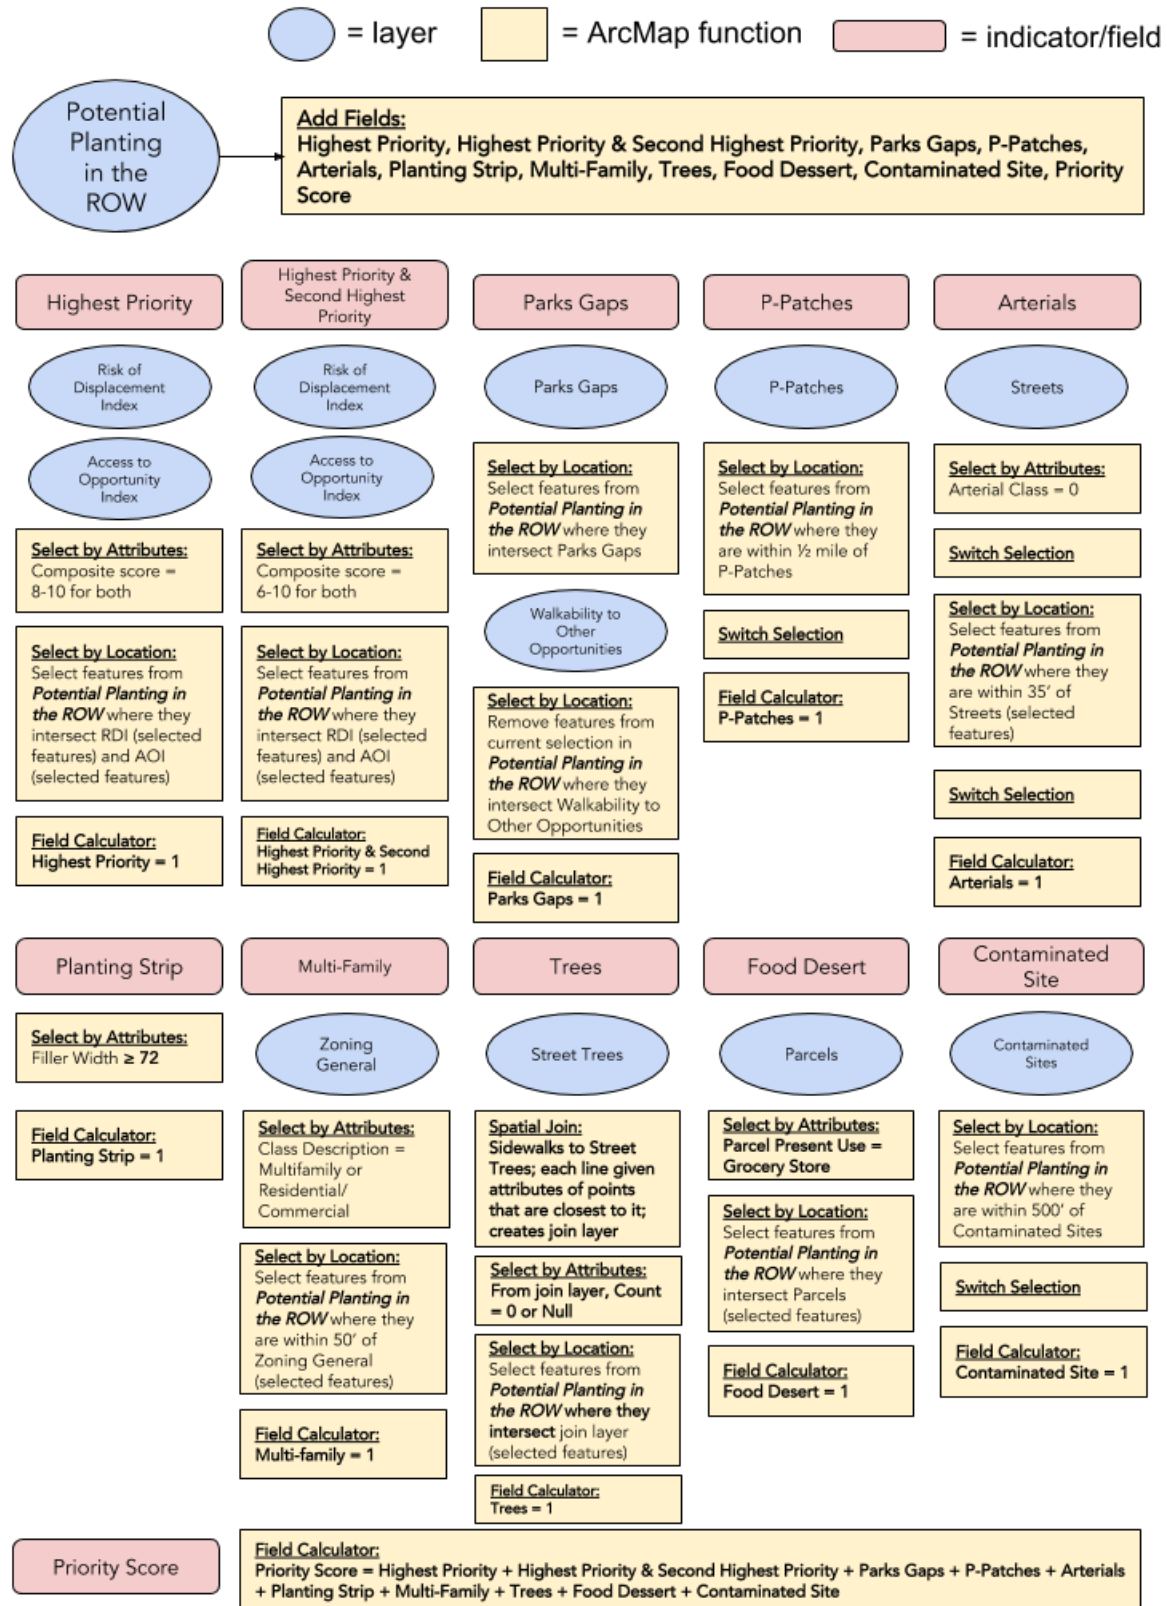 = layer
= ArcMap function
= indicator/field
Potential
Planting
in the
ROW
Add Fields:
Highest Priority, Highest Priority & Second Highest Priority, Parks Gaps, P-Patches,
Arterials, Planting Strip, Multi-Family, Trees, Food Dessert, Contaminated Site, Priority
Score
Highest Priority
Risk of
Displacement
Index
Access to
Opportunity
Index
Select by Attributes:
Composite score =
8-10 for both
Select by Location:
Select features from
Potential Planting in
the ROW where they
intersect RDI (selected
features) and AOI
(selected features)
Field Calculator:
Highest Priority = 1
Highest Priority &
Second Highest
Priority
Risk of
Displacement
Index
Access to
Opportunity
Index
Select by Attributes:
Composite score =
6-10 for both
Select by Location:
Select features from
Potential Planting in
the ROW where they
intersect RDI (selected
features) and AOI
(selected features)
Field Calculator:
Highest Priority & Second
Highest Priority = 1
Parks Gaps
Parks Gaps
Select by Location:
Select features from
Potential Planting in
the ROW where they
intersect Parks Gaps
Walkability to
Other
Opportunities
Select by Location:
Remove features from
current selection in
Potential Planting in
the ROW where they
intersect Walkability to
Other Opportunities
Field Calculator:
Parks Gaps = 1
P-Patches
P-Patches
Select by Location:
Select features from
Potential Planting in
the ROW where they
are within ½ mile of
P-Patches
Switch Selection
Field Calculator:
P-Patches = 1
Arterials
Streets
Select by Attributes:
Arterial Class = 0
Switch Selection
Select by Location:
Select features from
Potential Planting in
the ROW where they
are within 35' of
Streets (selected
features)
Switch Selection
Field Calculator:
Arterials = 1
Planting Strip
Select by Attributes:
Filler Width ≥ 72
Field Calculator:
Planting Strip = 1
Multi-Family
Zoning
General
Select by Attributes:
Class Description =
Multifamily or
Residential/
Commercial
Select by Location:
Select features from
Potential Planting in
the ROW where they
are within 50' of
Zoning General
(selected features)
Field Calculator:
Multi-family = 1
Trees
Street Trees
Spatial Join:
Sidewalks to Street
Trees; each line given
attributes of points
that are closest to it;
creates join layer
Select by Attributes:
From join layer, Count
= 0 or Null
Select by Location:
Select features from
Potential Planting in
the ROW where they
intersect join layer
(selected features)
Field Calculator:
Trees = 1
Food Desert
Parcels
Select by Attributes:
Parcel Present Use =
Grocery Store
Select by Location:
Select features from
Potential Planting in
the ROW where they
intersect Parcels
(selected features)
Field Calculator:
Food Desert = 1
Contaminated
Site
Contaminated
Sites
Select by Location:
Select features from
Potential Planting in
the ROW where they
are within 500' of
Contaminated Sites
Switch Selection
Field Calculator:
Contaminated Site = 1
Priority Score
Field Calculator:
Priority Score = Highest Priority + Highest Priority & Second Highest Priority + Parks Gaps + P-Patches + Arterials
+ Planting Strip + Multi-Family + Trees + Food Dessert + Contaminated Site